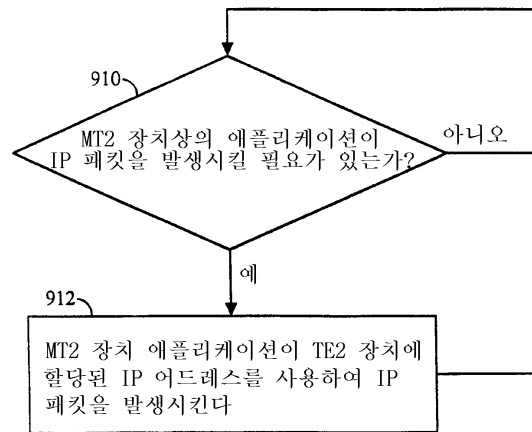 910
MT2 장치상의 애플리케이션이
IP 패킷을 발생시킬 필요가 있는가?
아니오
예
912
MT2 장치 애플리케이션이 TE2 장치에
할당된 IP 어드레스를 사용하여 IP
패킷을 발생시킨다